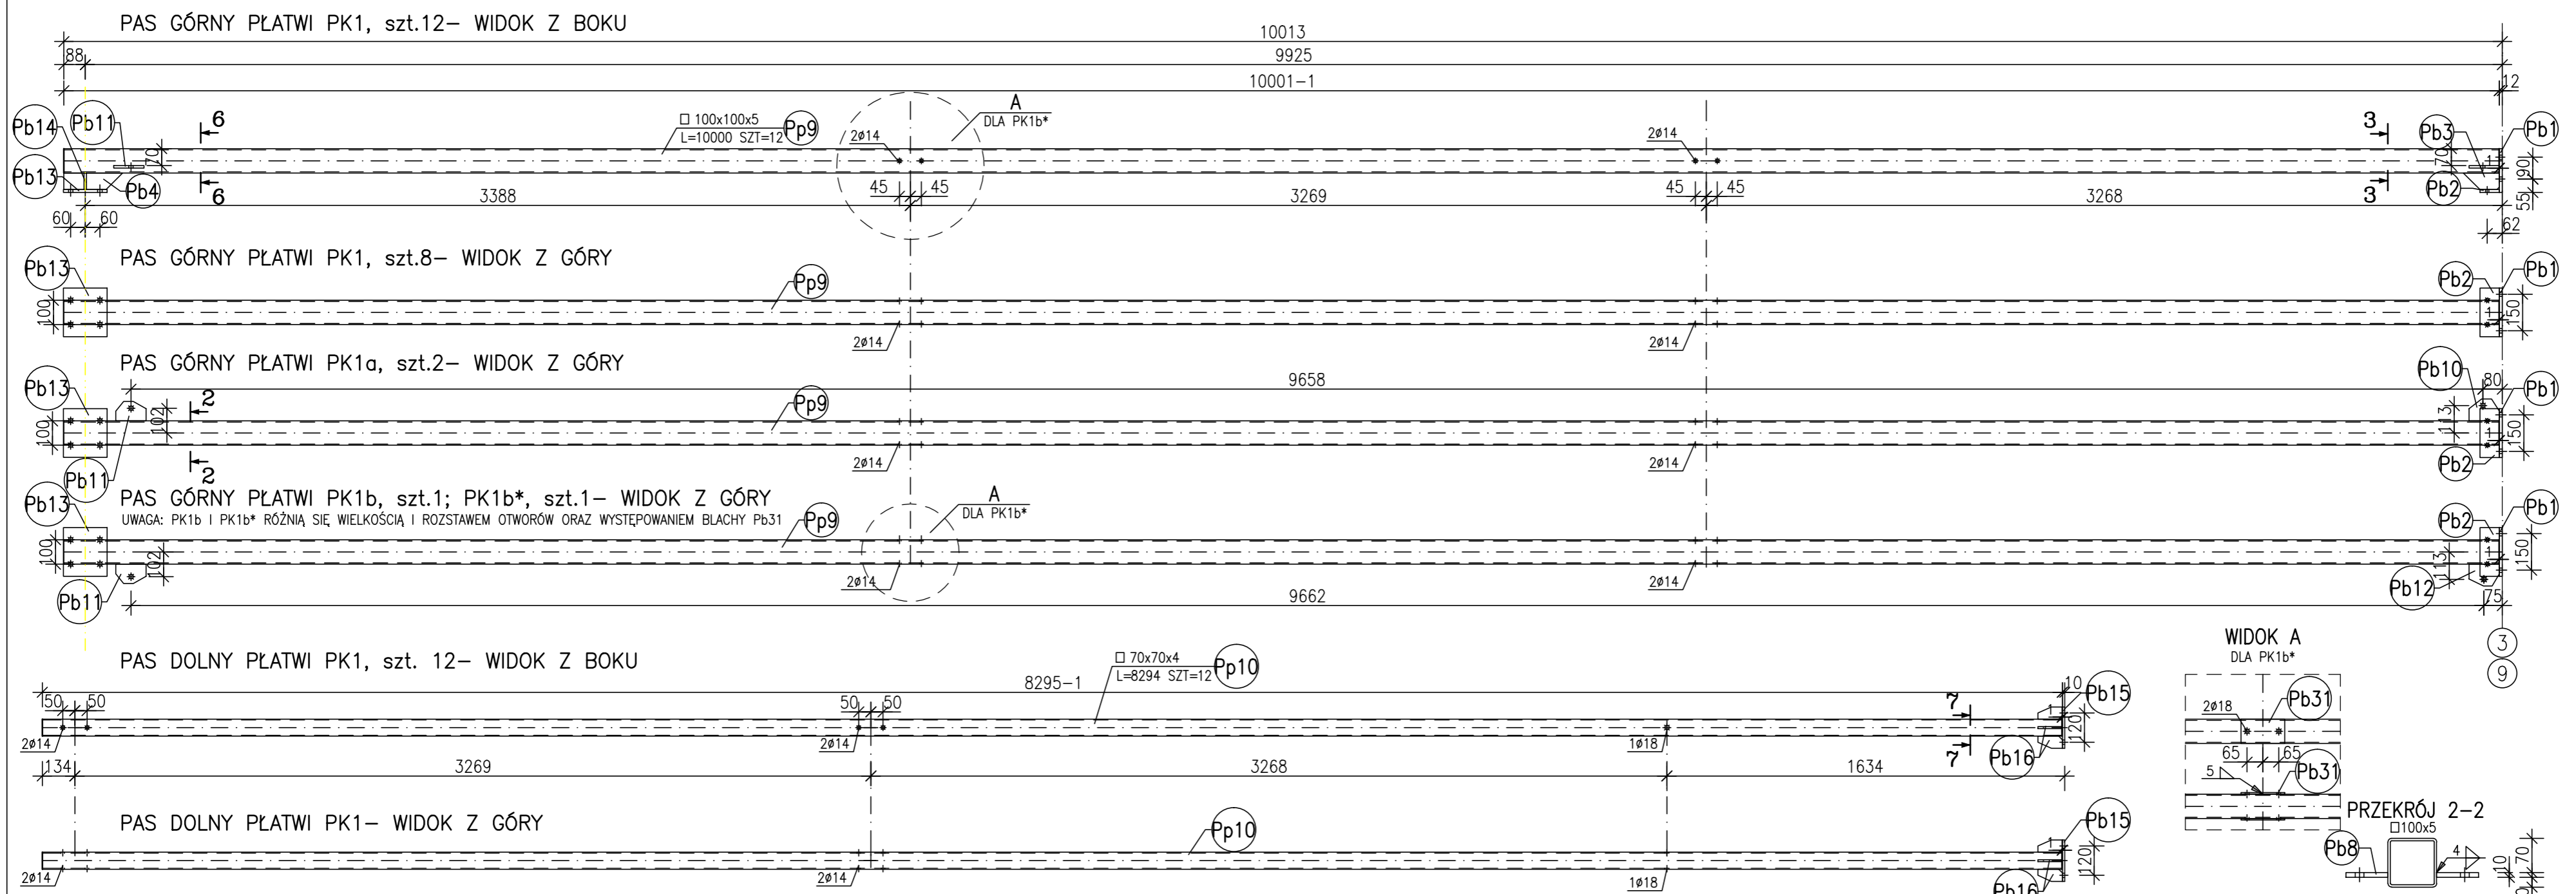 PAS GÓRNY PŁATWI PK1, szt.12– WIDOK Z BOKU
10013
88
9925
10001-1
12
Pb14
Pb11
6
□ 100x100x5
L=10000 SZT=12
Pp9
2ø14
A
DLA PK1b*
2ø14
3
Pb3
Pb1
70
70
1
90
Pb13
Pb4
6
45
45
45
45
3
Pb2
55
3388
3269
3268
60
60
62
PAS GÓRNY PŁATWI PK1, szt.8– WIDOK Z GÓRY
Pb13
Pp9
Pb2
Pb1
100
1
150
2ø14
2ø14
PAS GÓRNY PŁATWI PK1a, szt.2– WIDOK Z GÓRY
9658
80
Pb10
Pb13
2
Pp9
Pb1
100
102
113
1
150
2
Pb11
2ø14
2ø14
Pb2
PAS GÓRNY PŁATWI PK1b, szt.1; PK1b*, szt.1– WIDOK Z GÓRY
UWAGA: PK1b I PK1b* RÓŻNIĄ SIĘ WIELKOŚCIĄ I ROZSTAWEM OTWORÓW ORAZ WYSTĘPOWANIEM BLACHY Pb31
Pb13
Pp9
A
DLA PK1b*
Pb2
Pb1
100
102
113
1
150
2ø14
2ø14
Pb11
Pb12
9662
75
3
9
PAS DOLNY PŁATWI PK1, szt. 12– WIDOK Z BOKU
□ 70x70x4
L=8294 SZT=12
Pp10
8295-1
10
Pb15
50
50
50
50
7
1
120
2ø14
2ø14
1ø18
7
Pb16
134
3269
3268
1634
PAS DOLNY PŁATWI PK1– WIDOK Z GÓRY
Pp10
Pb15
1
120
2ø14
2ø14
1ø18
Pb16
WIDOK A
DLA PK1b*
2ø18
Pb31
65
65
5
Pb31
PRZEKRÓJ 2-2
□100x5
Pb8
4
10
70